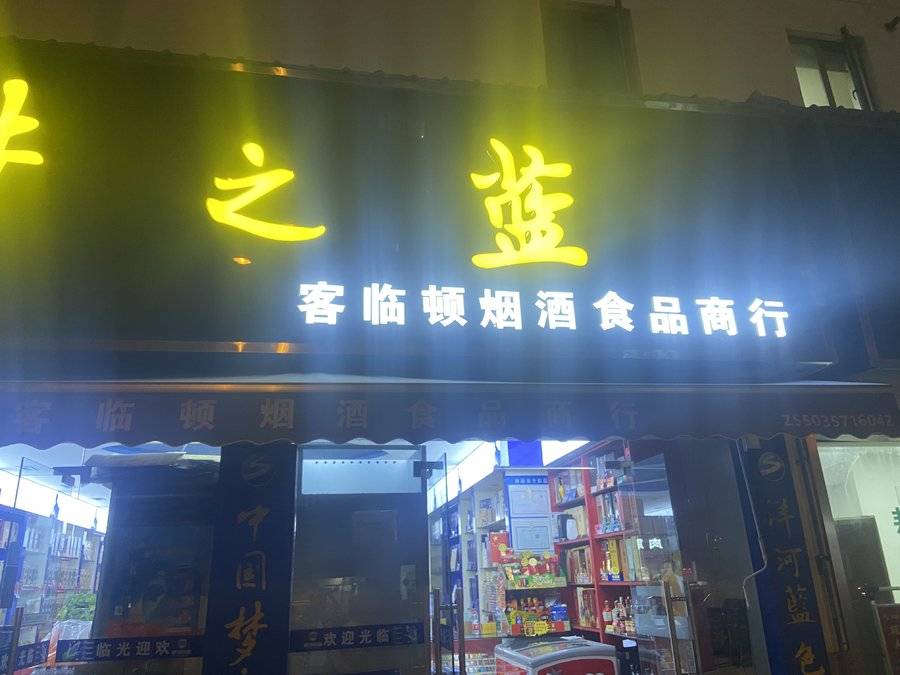 之蓝
客临顿烟酒食品商行
客临顿烟酒食品商行
中国梦
洋河蓝色
欢迎光临
临光迎欢